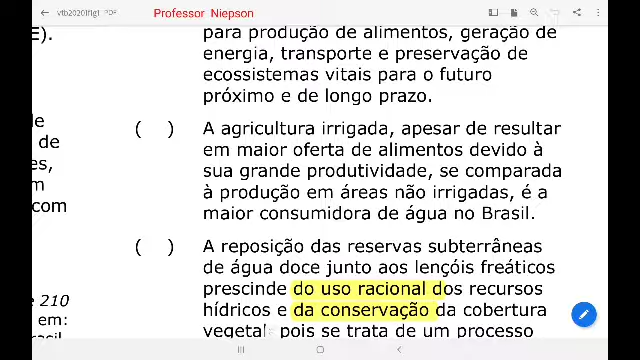 vtb2020lfig1 .PDF
Professor Niepson
E).
para produção de alimentos, geração de
energia, transporte e preservação de
ecossistemas vitais para o futuro
próximo e de longo prazo.
de
de
es,
m
com
( ) A agricultura irrigada, apesar de resultar
em maior oferta de alimentos devido à
sua grande produtividade, se comparada
à produção em áreas não irrigadas, é a
maior consumidora de água no Brasil.
( ) A reposição das reservas subterrâneas
de água doce junto aos lençóis freáticos
prescinde do uso racional dos recursos
hídricos e da conservação da cobertura
vegetal, pois se trata de um processo
e 210
em: